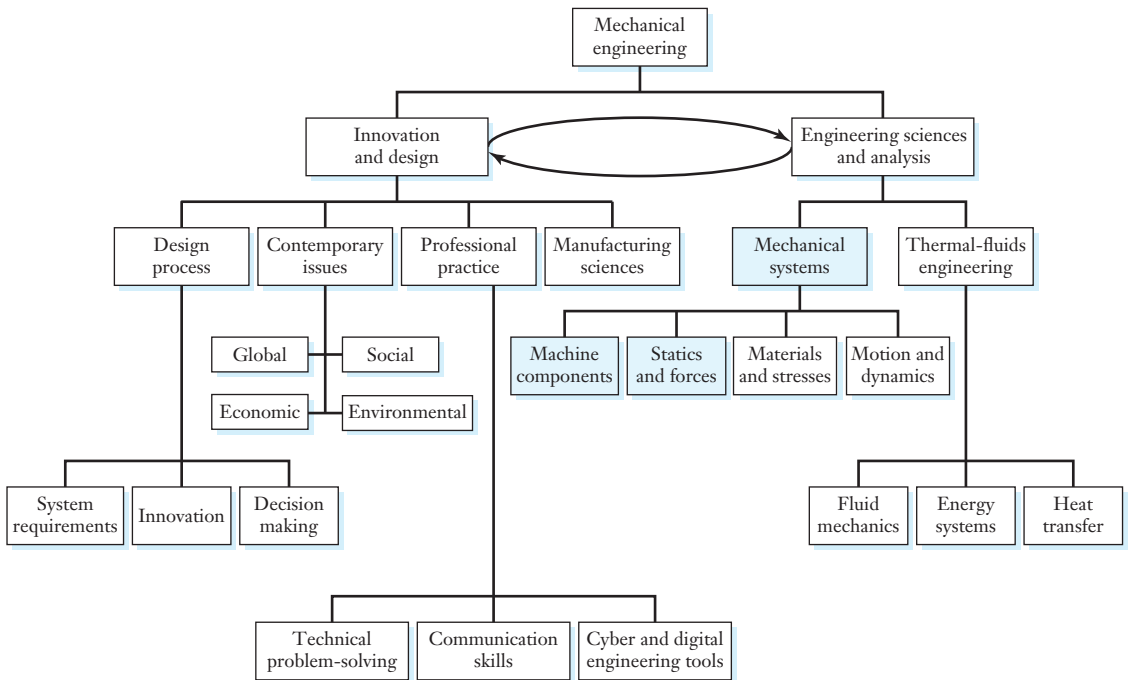 Mechanical
engineering
Innovation
and design
Engineering sciences
and analysis
Design
process
Contemporary
issues
Professional
practice
Manufacturing
sciences
Mechanical
systems
Thermal-fluids
engineering
Global
Social
Economic
Environmental
Machine
components
Statics
and forces
Materials
and stresses
Motion and
dynamics
System
requirements
Innovation
Decision
making
Fluid
mechanics
Energy
systems
Heat
transfer
Technical
problem-solving
Communication
skills
Cyber and digital
engineering tools